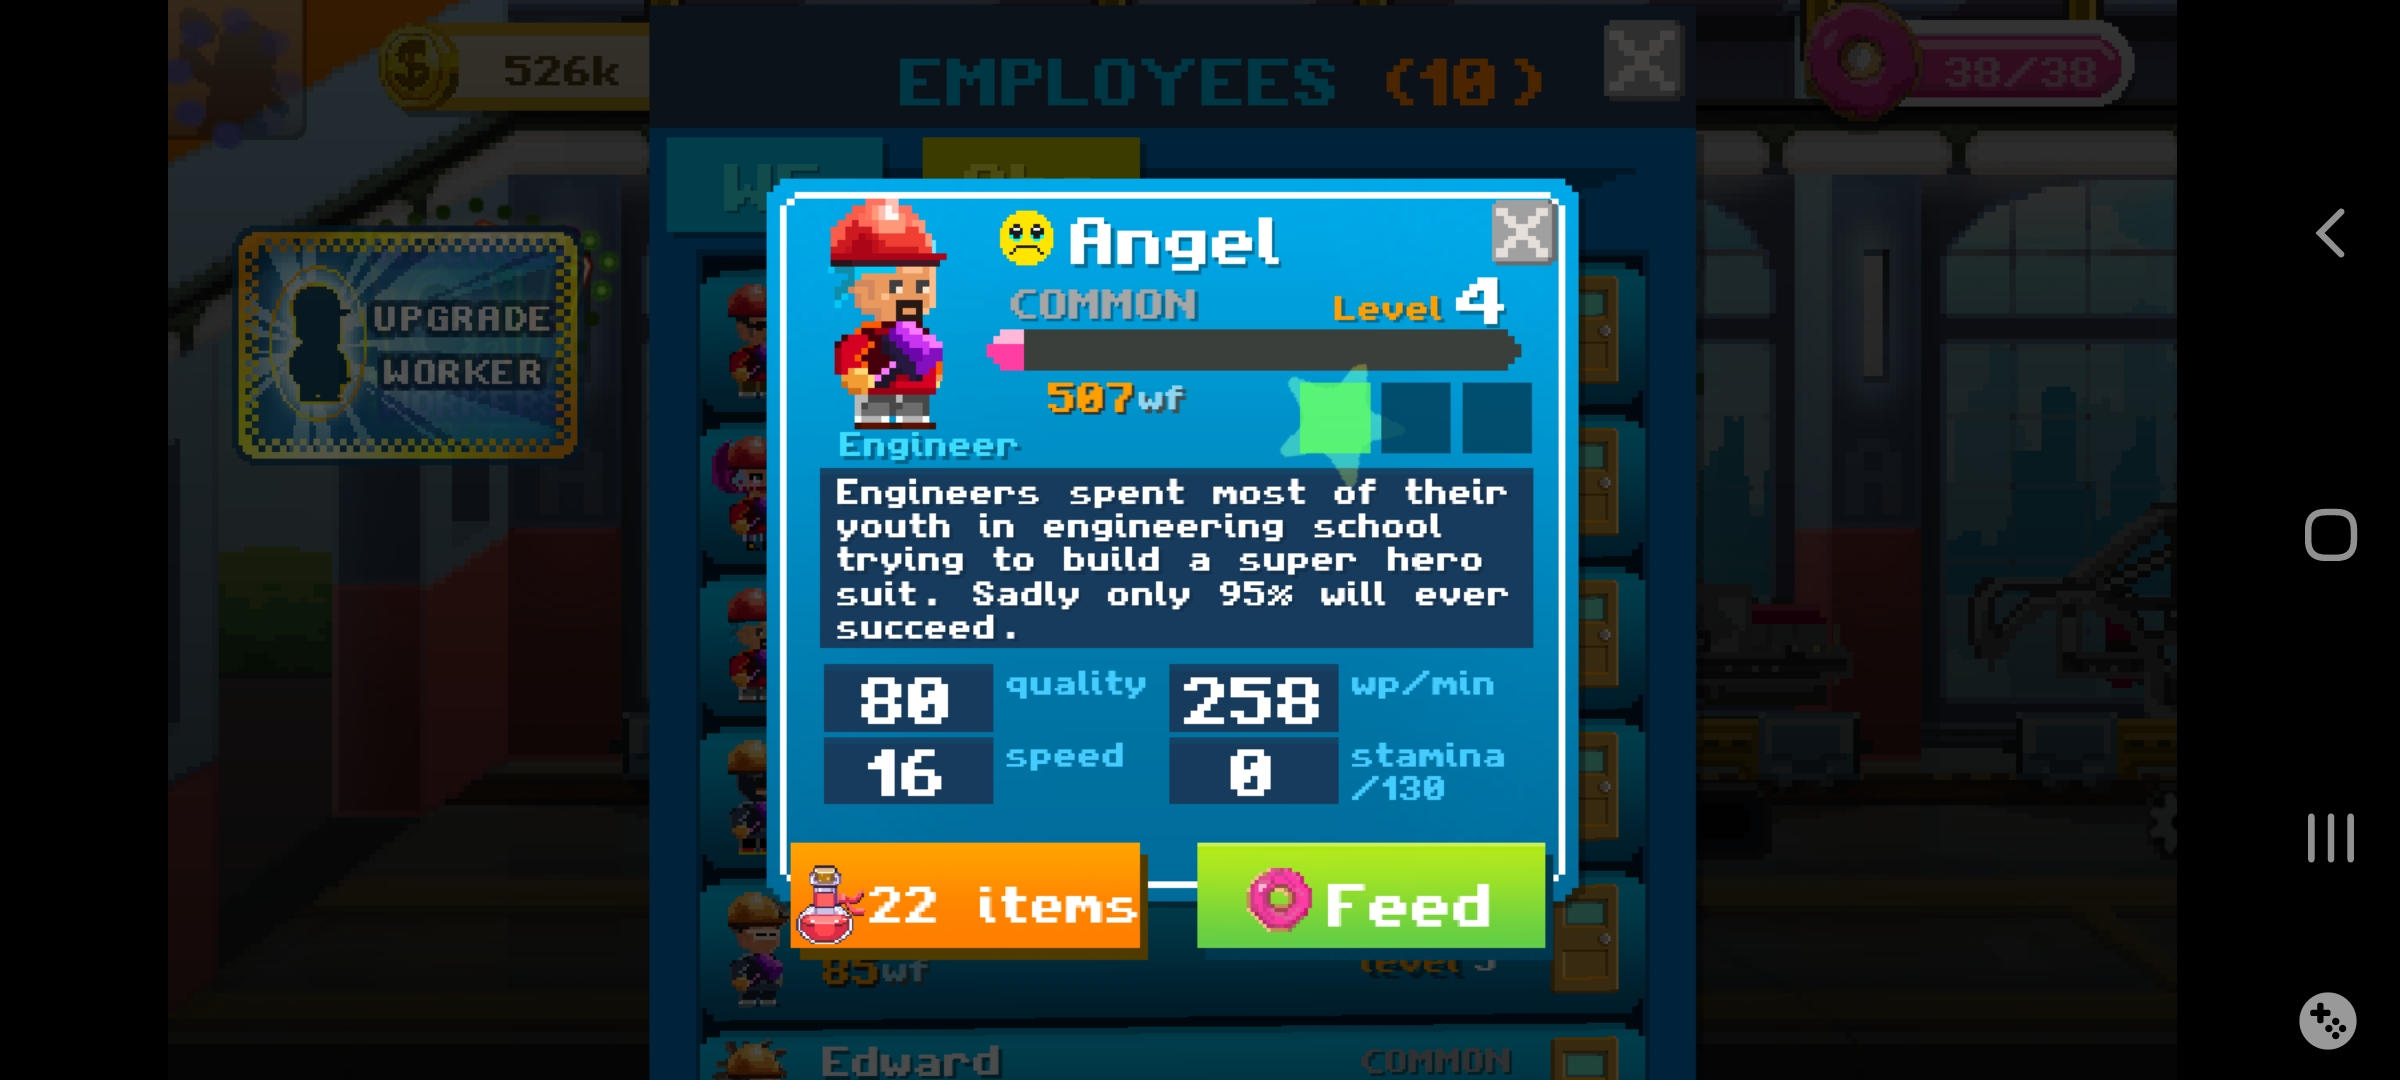 526k
EMPLOYEES (10)
38/38
UPGRADE
WORKER
Angel
COMMON
Level 4
507wf
Engineer
Engineers spent most of their
youth in engineering school
trying to build a super hero
suit. Sadly only 95% will ever
succeed.
80 quality
258 wp/min
16 speed
0 stamina
/130
22 items
Feed
85wf
level
Edward
COMMON